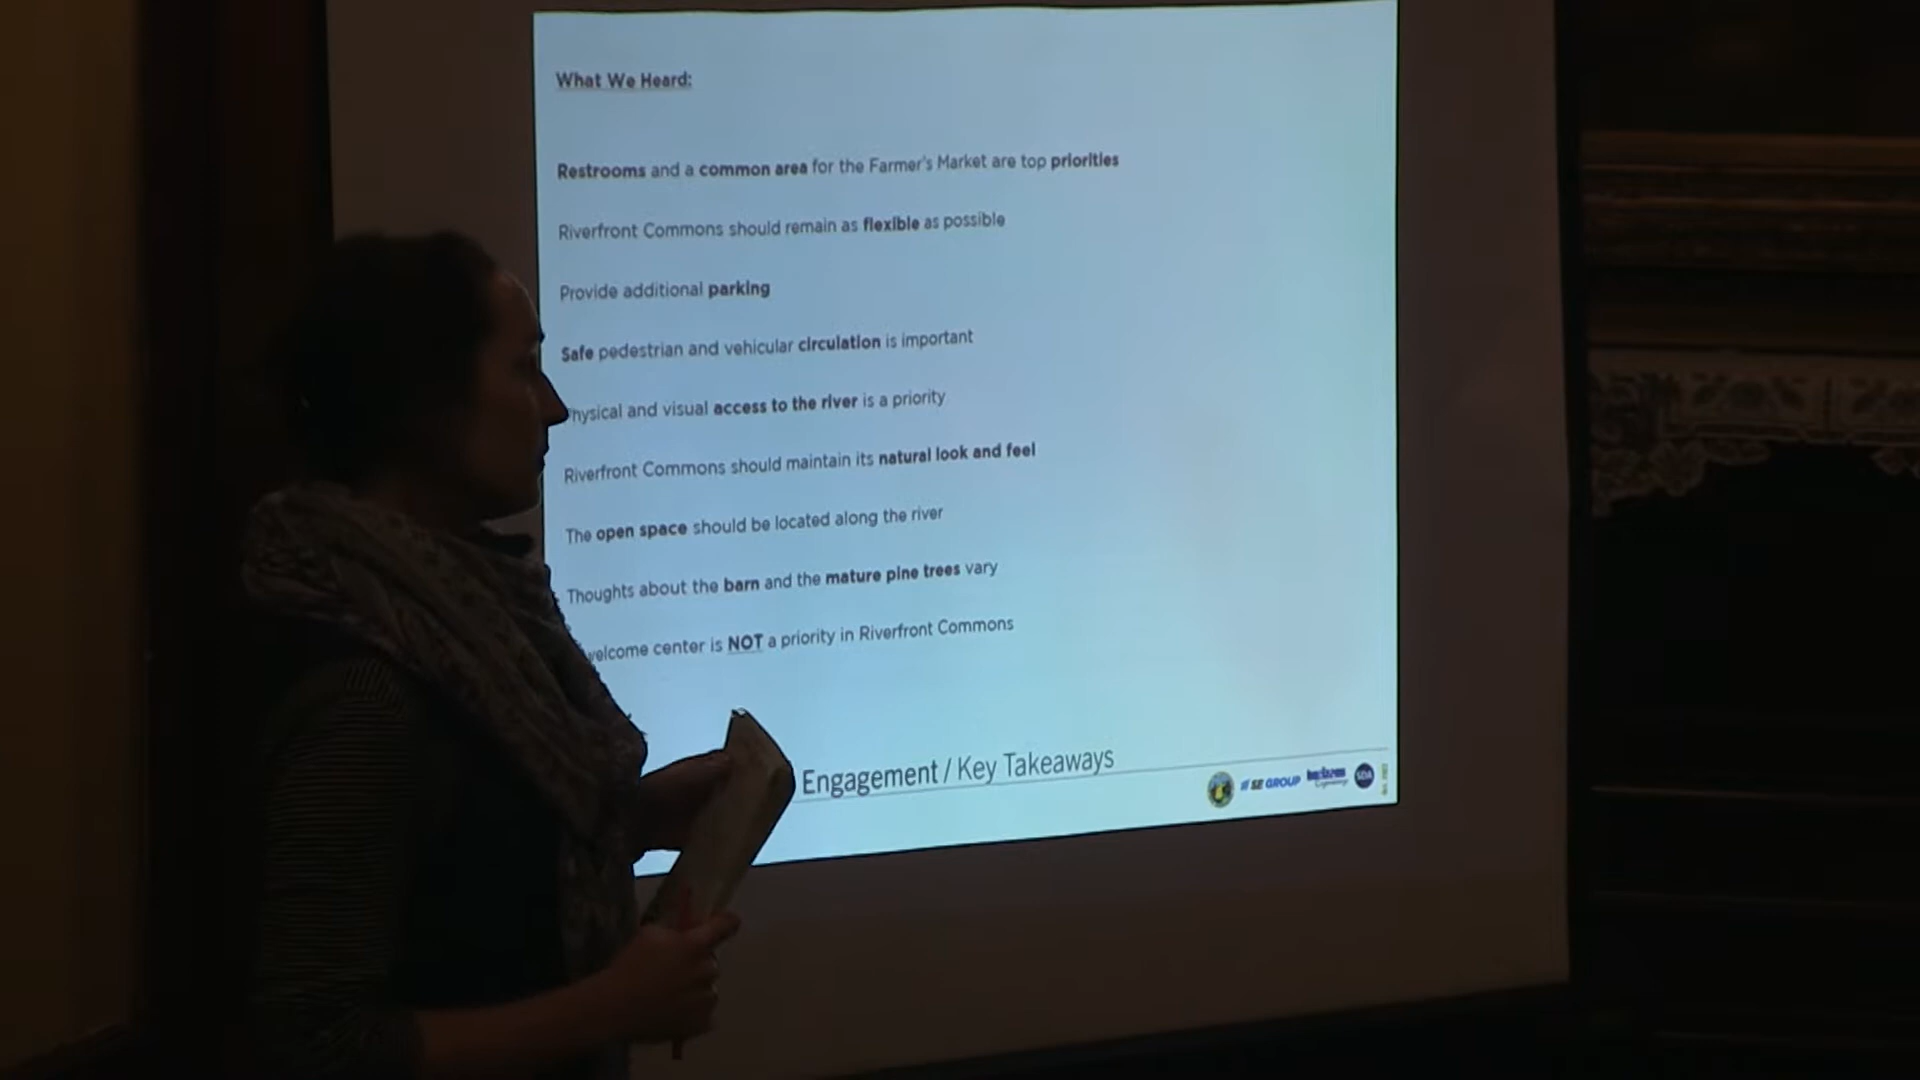 What We Heard:
Restrooms and a common area for the Farmer's Market are top priorities
Riverfront Commons should remain as flexible as possible
Provide additional parking
Safe pedestrian and vehicular circulation is important
hysical and visual access to the river is a priority
Riverfront Commons should maintain its natural look and feel
The open space should be located along the river
Thoughts about the barn and the mature pine trees vary
welcome center is NOT a priority in Riverfront Commons
Engagement / Key Takeaways
SE GROUP
SDA